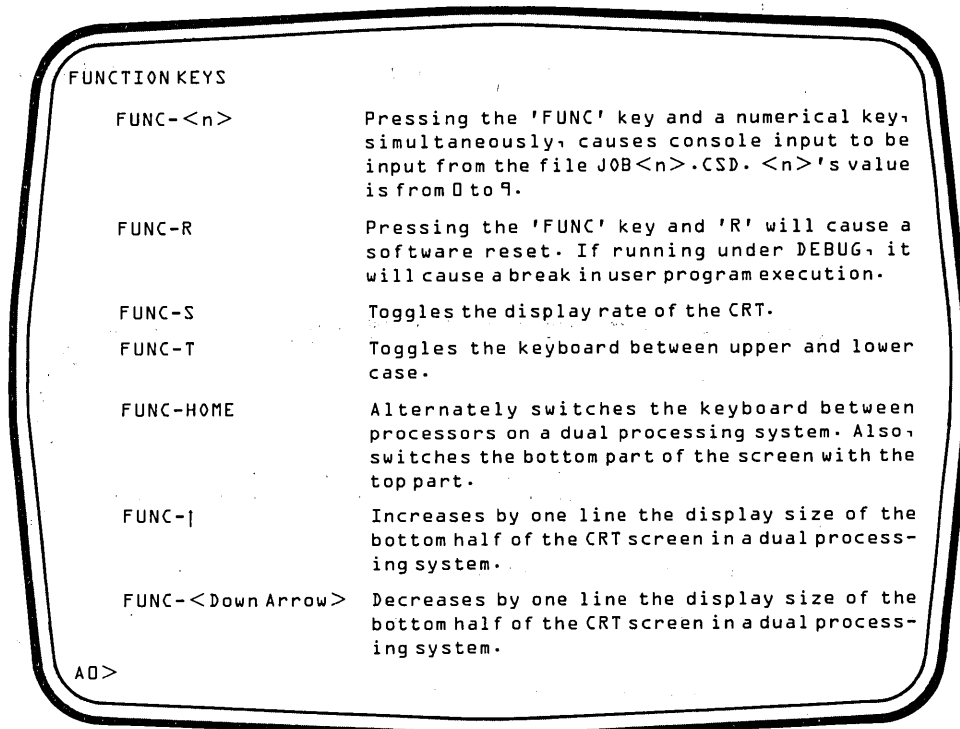 FUNCTION KEYS
FUNC-<n> Pressing the 'FUNC' key and a numerical key,
simultaneously, causes console input to be
input from the file JOB<n>.CSD. <n>'s value
is from 0 to 9.
FUNC-R Pressing the 'FUNC' key and 'R' will cause a
software reset. If running under DEBUG, it
will cause a break in user program execution.
FUNC-S Toggles the display rate of the CRT.
FUNC-T Toggles the keyboard between upper and lower
case.
FUNC-HOME Alternately switches the keyboard between
processors on a dual processing system. Also,
switches the bottom part of the screen with the
top part.
FUNC-↑ Increases by one line the display size of the
bottom half of the CRT screen in a dual process-
ing system.
FUNC-<Down Arrow> Decreases by one line the display size of the
bottom half of the CRT screen in a dual process-
ing system.
A0>